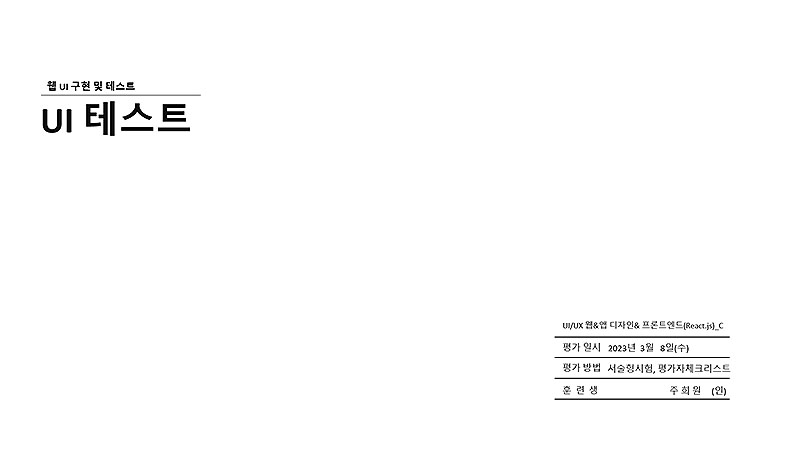 웹 UI 구현 및 테스트
UI 테스트
UI/UX 웹&앱 디자인& 프론트엔드(React.js)_C
평가 일시 2023년 3월 8일(수)
평가 방법 서술형시험, 평가자체크리스트
훈 련 생 주 희 원 (인)